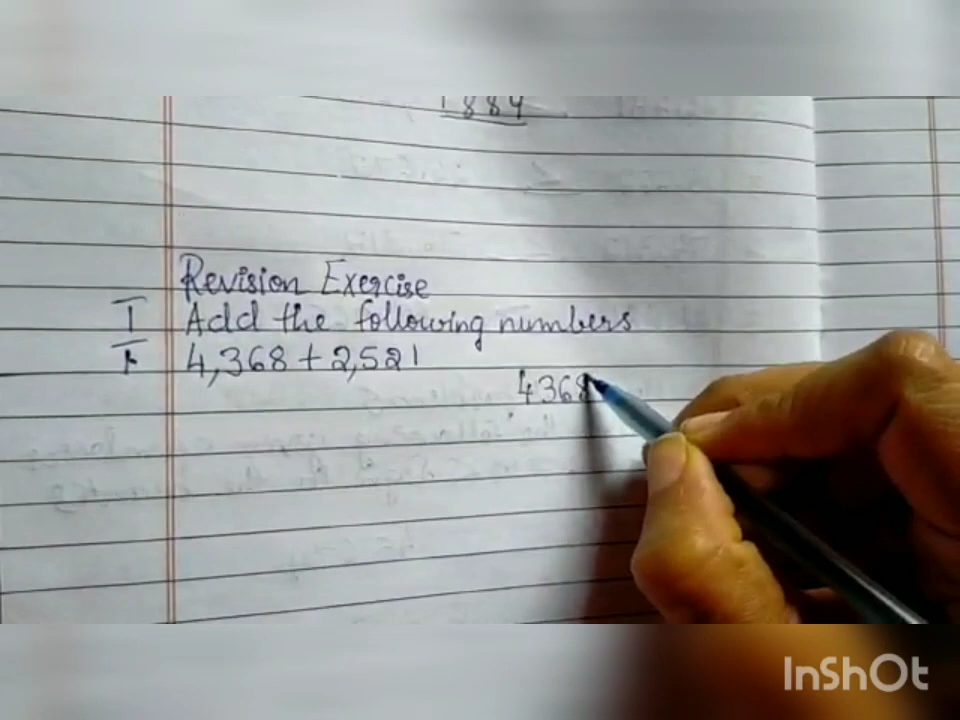 1884
Revision Exercise
I Add the following numbers
1. 4,368 + 2,521
4368
InShOt